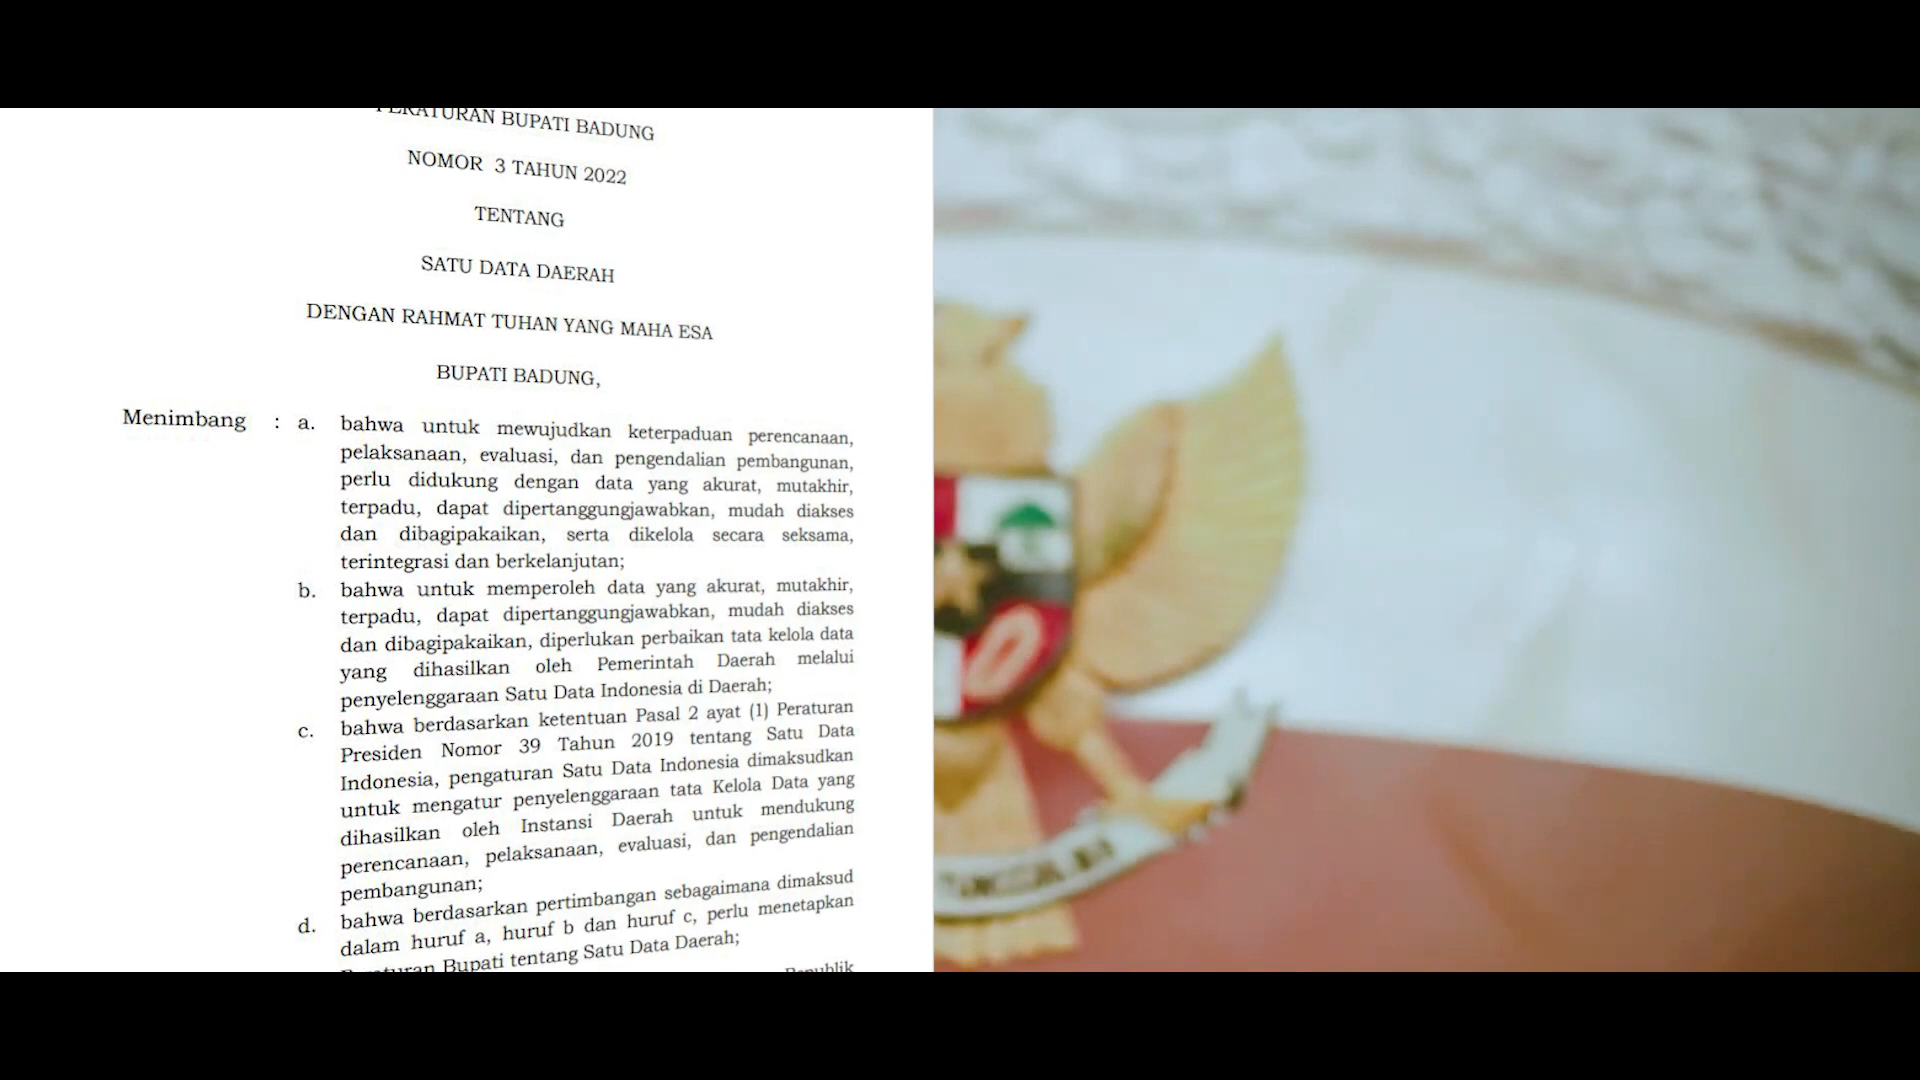 PERATURAN BUPATI BADUNG
NOMOR 3 TAHUN 2022
TENTANG
SATU DATA DAERAH
DENGAN RAHMAT TUHAN YANG MAHA ESA
BUPATI BADUNG,
Menimbang : a. bahwa untuk mewujudkan keterpaduan perencanaan,
pelaksanaan, evaluasi, dan pengendalian pembangunan,
perlu didukung dengan data yang akurat, mutakhir,
terpadu, dapat dipertanggungjawabkan, mudah diakses
dan dibagipakaikan, serta dikelola secara seksama,
terintegrasi dan berkelanjutan;
b. bahwa untuk memperoleh data yang akurat, mutakhir,
terpadu, dapat dipertanggungjawabkan, mudah diakses
dan dibagipakaikan, diperlukan perbaikan tata kelola data
yang dihasilkan oleh Pemerintah Daerah melalui
penyelenggaraan Satu Data Indonesia di Daerah;
c. bahwa berdasarkan ketentuan Pasal 2 ayat (1) Peraturan
Presiden Nomor 39 Tahun 2019 tentang Satu Data
Indonesia, pengaturan Satu Data Indonesia dimaksudkan
untuk mengatur penyelenggaraan tata Kelola Data yang
dihasilkan oleh Instansi Daerah untuk mendukung
perencanaan, pelaksanaan, evaluasi, dan pengendalian
pembangunan;
d. bahwa berdasarkan pertimbangan sebagaimana dimaksud
dalam huruf a, huruf b dan huruf c, perlu menetapkan
Peraturan Bupati tentang Satu Data Daerah;
Republik